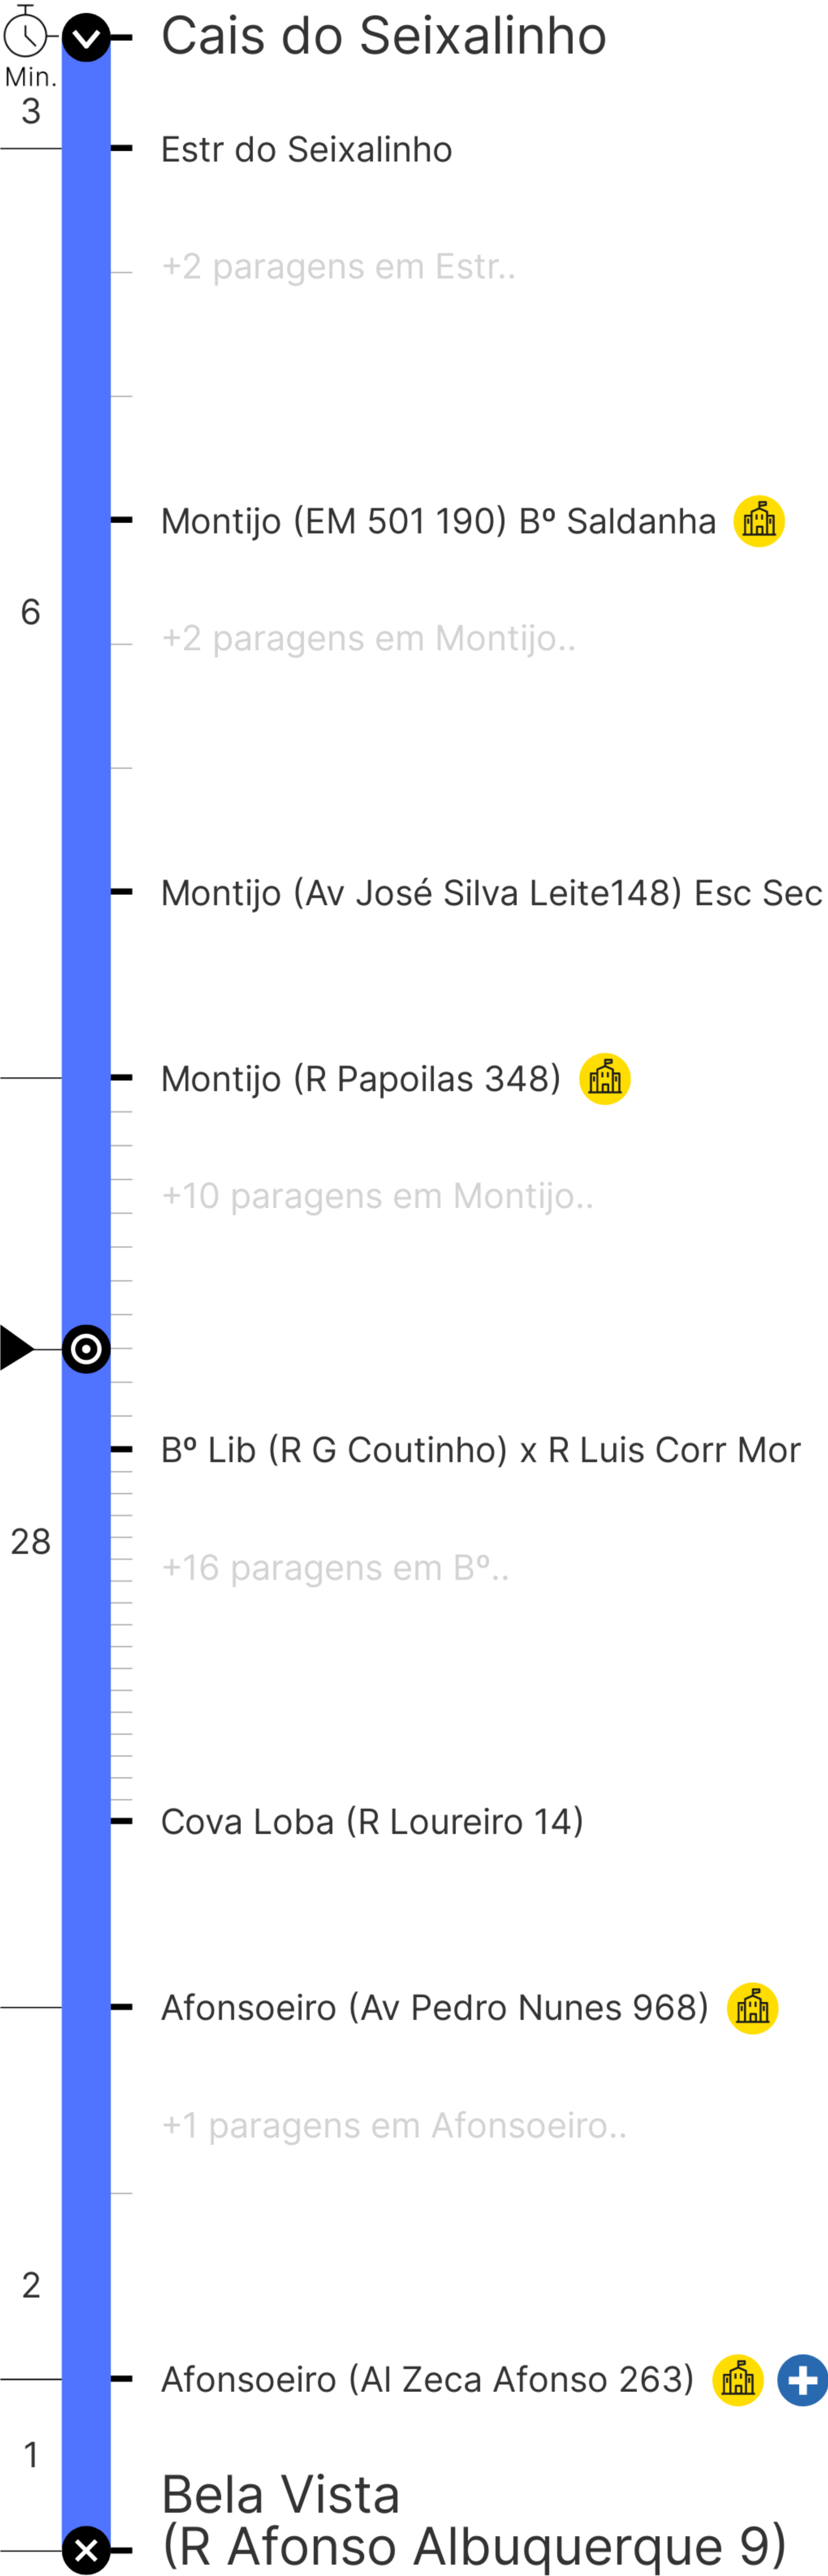 Cais do Seixalinho
Min.
3
Estr do Seixalinho
+2 paragens em Estr..
Montijo (EM 501 190) Bº Saldanha
6
+2 paragens em Montijo..
Montijo (Av José Silva Leite148) Esc Sec
Montijo (R Papoilas 348)
+10 paragens em Montijo..
Bº Lib (R G Coutinho) x R Luis Corr Mor
28
+16 paragens em Bº..
Cova Loba (R Loureiro 14)
Afonsoeiro (Av Pedro Nunes 968)
+1 paragens em Afonsoeiro..
2
Afonsoeiro (Al Zeca Afonso 263)
1
Bela Vista
(R Afonso Albuquerque 9)